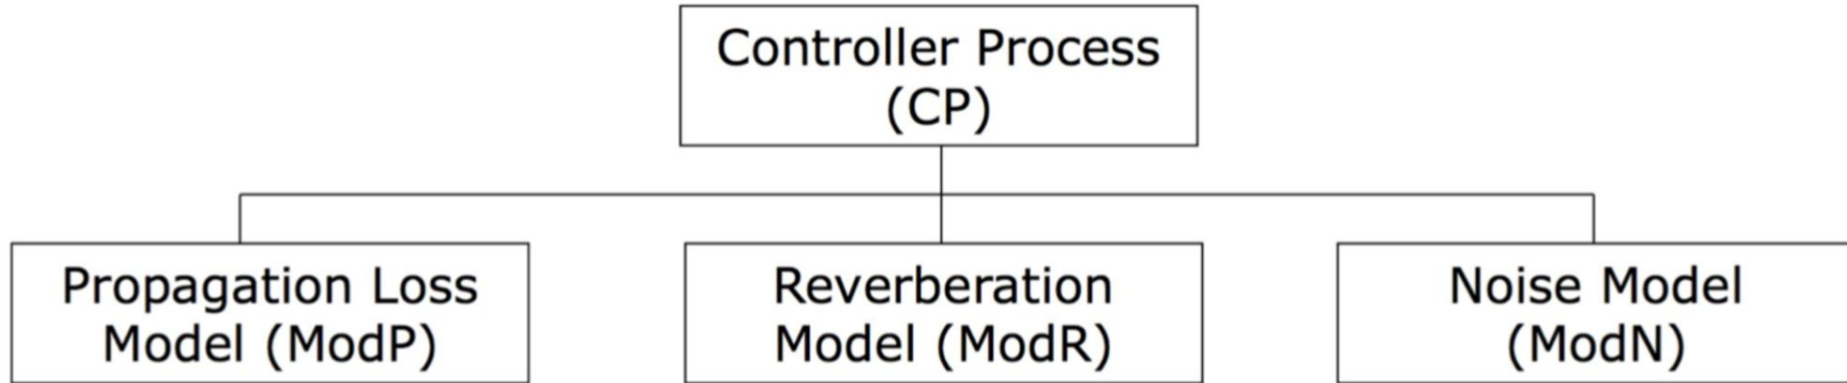 Controller Process
(CP)
Propagation Loss
Model (ModP)
Reverberation
Model (ModR)
Noise Model
(ModN)